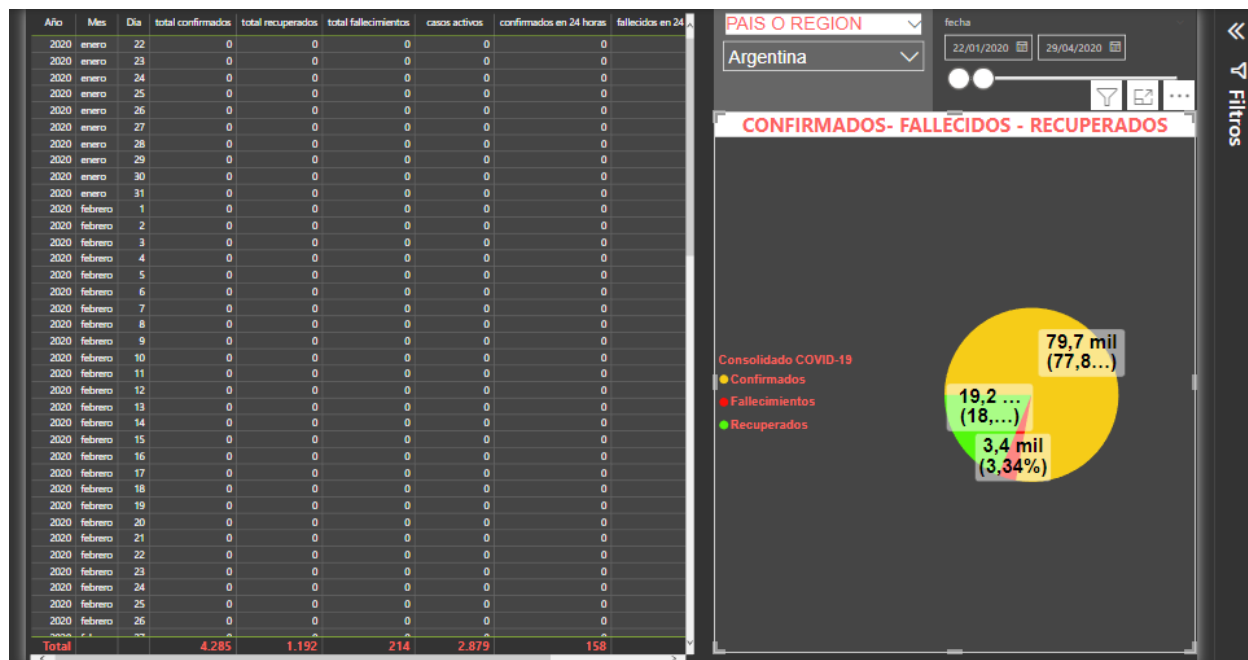 Año Mes Dia total confirmados total recuperados total fallecimientos casos activos confirmados en 24 horas fallecidos en 24
2020 enero 22 0 0 0 0 0
2020 enero 23 0 0 0 0 0
2020 enero 24 0 0 0 0 0
2020 enero 25 0 0 0 0 0
2020 enero 26 0 0 0 0 0
2020 enero 27 0 0 0 0 0
2020 enero 28 0 0 0 0 0
2020 enero 29 0 0 0 0 0
2020 enero 30 0 0 0 0 0
2020 enero 31 0 0 0 0 0
2020 febrero 1 0 0 0 0 0
2020 febrero 2 0 0 0 0 0
2020 febrero 3 0 0 0 0 0
2020 febrero 4 0 0 0 0 0
2020 febrero 5 0 0 0 0 0
2020 febrero 6 0 0 0 0 0
2020 febrero 7 0 0 0 0 0
2020 febrero 8 0 0 0 0 0
2020 febrero 9 0 0 0 0 0
2020 febrero 10 0 0 0 0 0
2020 febrero 11 0 0 0 0 0
2020 febrero 12 0 0 0 0 0
2020 febrero 13 0 0 0 0 0
2020 febrero 14 0 0 0 0 0
2020 febrero 15 0 0 0 0 0
2020 febrero 16 0 0 0 0 0
2020 febrero 17 0 0 0 0 0
2020 febrero 18 0 0 0 0 0
2020 febrero 19 0 0 0 0 0
2020 febrero 20 0 0 0 0 0
2020 febrero 21 0 0 0 0 0
2020 febrero 22 0 0 0 0 0
2020 febrero 23 0 0 0 0 0
2020 febrero 24 0 0 0 0 0
2020 febrero 25 0 0 0 0 0
2020 febrero 26 0 0 0 0 0
Total 4.285 1.192 214 2.879 158
PAIS O REGION
Argentina
fecha
22/01/2020 29/04/2020
CONFIRMADOS- FALLECIDOS - RECUPERADOS
Consolidado COVID-19
Confirmados
Fallecimientos
Recuperados
79,7 mil
(77,8...)
19,2 ...
(18,...)
3,4 mil
(3,34%)
Filtros